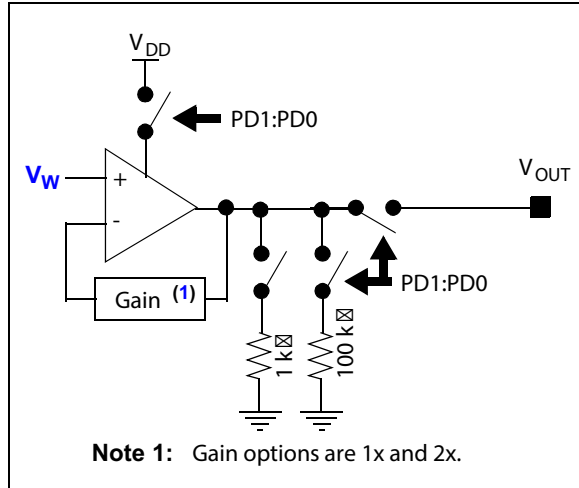 VDD
PD1:PD0
VW
+
-
VOUT
Gain (1)
PD1:PD0
1 k☒
100 k☒
Note 1: Gain options are 1x and 2x.